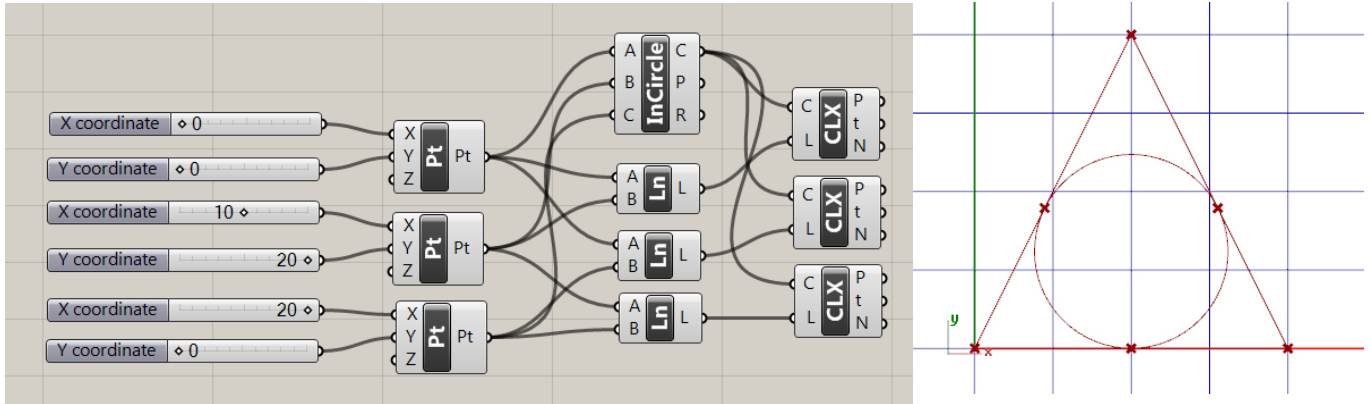 X coordinate 0
Y coordinate 0
X coordinate 10
Y coordinate 20
X coordinate 20
Y coordinate 0
X
Y
Z
Pt
Pt
X
Y
Z
Pt
Pt
X
Y
Z
Pt
Pt
A
B
C
InCircle
C
P
R
A
B
Ln
L
A
B
Ln
L
A
B
Ln
L
C
L
CLX
P
t
N
C
L
CLX
P
t
N
C
L
CLX
P
t
N
y
x